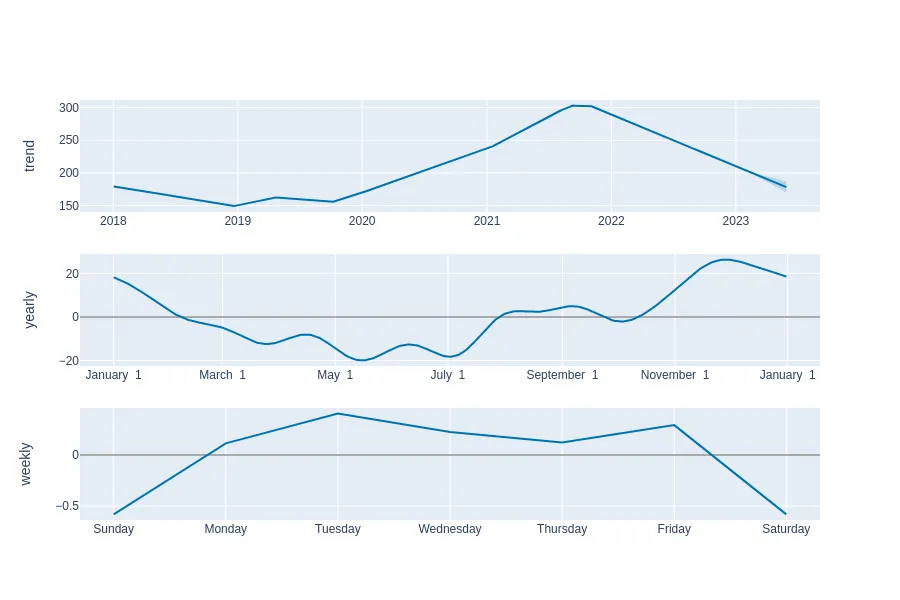 trend
300
250
200
150
2018 2019 2020 2021 2022 2023
yearly
20
0
−20
January 1 March 1 May 1 July 1 September 1 November 1 January 1
weekly
0
−0.5
Sunday Monday Tuesday Wednesday Thursday Friday Saturday